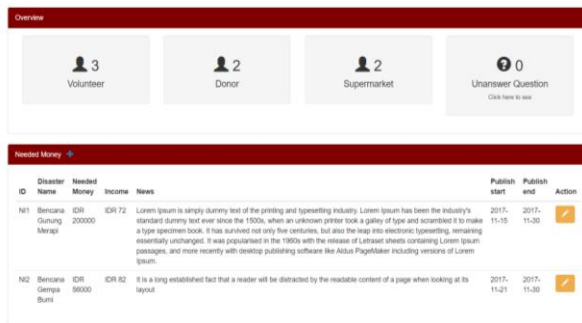 Overview
3
Volunteer
2
Donor
2
Supermarket
0
Unanswer Question
Click here to see
Needed Money +
ID Disaster Name Needed Money Income News Publish start Publish end Action
NI1 Bencana Gunung Merapi IDR 200000 IDR 72 Lorem Ipsum is simply dummy text of the printing and typesetting industry. Lorem Ipsum has been the industry's
standard dummy text ever since the 1500s, when an unknown printer took a galley of type and scrambled it to make
a type specimen book. It has survived not only five centuries, but also the leap into electronic typesetting, remaining
essentially unchanged. It was popularised in the 1960s with the release of Letraset sheets containing Lorem Ipsum
passages, and more recently with desktop publishing software like Aldus PageMaker including versions of Lorem
Ipsum.
2017-11-15 2017-11-30
NI2 Bencana Gempa Bumi IDR 56000 IDR 82 It is a long established fact that a reader will be distracted by the readable content of a page when looking at its
layout
2017-11-21 2017-11-30